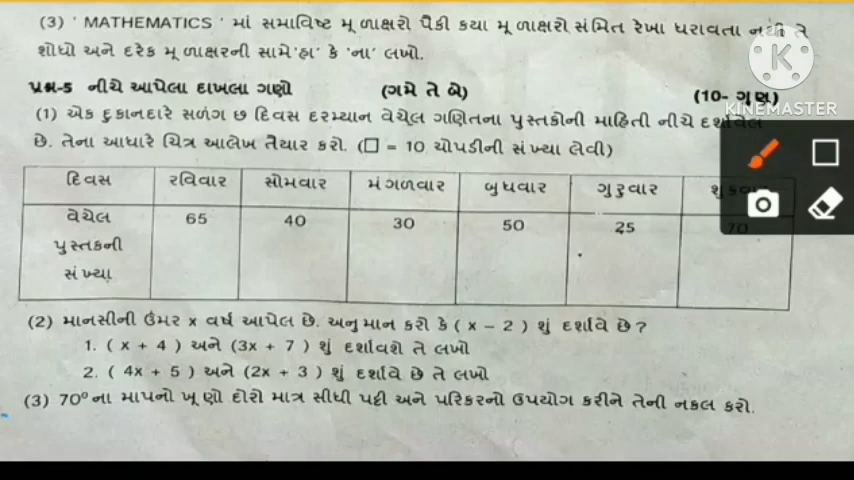 (3) ' MATHEMATICS ' માં સમાવિષ્ટ મૂળાક્ષરો પૈકી કયા મૂળાક્ષરો સંમિત રેખા ધરાવતા નથી તે
શોધો અને દરેક મૂળાક્ષરની સામે 'હા' કે 'ના' લખો.
પ્રશ્ન-5 નીચે આપેલા દાખલા ગણો (ગમે તે બે) (10- ગુણ)
KINEMASTER
(1) એક દુકાનદારે સળંગ છ દિવસ દરમ્યાન વેચેલ ગણિતના પુસ્તકોની માહિતી નીચે દર્શાવેલ
છે. તેના આધારે ચિત્ર આલેખ તૈયાર કરો. (□ = 10 ચોપડીની સંખ્યા લેવી)
દિવસ રવિવાર સોમવાર મંગળવાર બુધવાર ગુરુવાર શુક્રવાર
વેચેલ 65 40 30 50 25 70
પુસ્તકની
સંખ્યા
(2) માનસીની ઉંમર x વર્ષ આપેલ છે. અનુમાન કરો કે ( x – 2 ) શું દર્શાવે છે?
1. ( x + 4 ) અને (3x + 7 ) શું દર્શાવશે તે લખો
2. ( 4x + 5 ) અને (2x + 3 ) શું દર્શાવે છે તે લખો
(3) 70⁰ ના માપનો ખૂણો દોરો માત્ર સીધી પટ્ટી અને પરિકરનો ઉપયોગ કરીને તેની નકલ કરો.